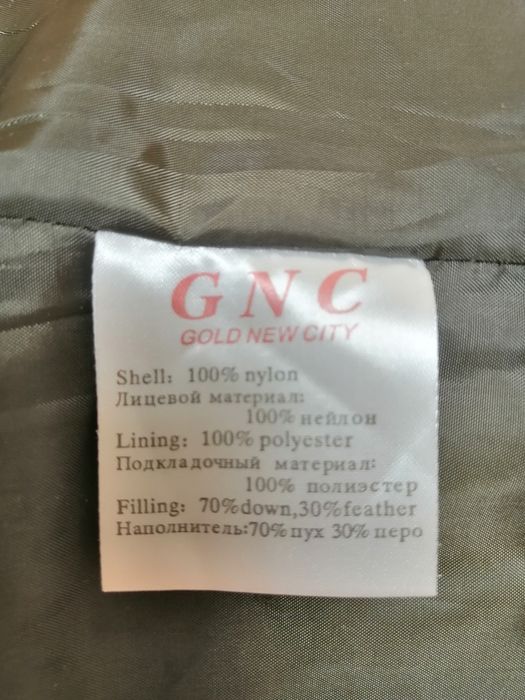 GNC
GOLD NEW CITY
Shell: 100% nylon
Лицевой материал:
100% нейлон
Lining: 100% polyester
Подкладочный материал:
100% полиэстер
Filling: 70%down,30%feather
Наполнитель:70% пух 30% перо